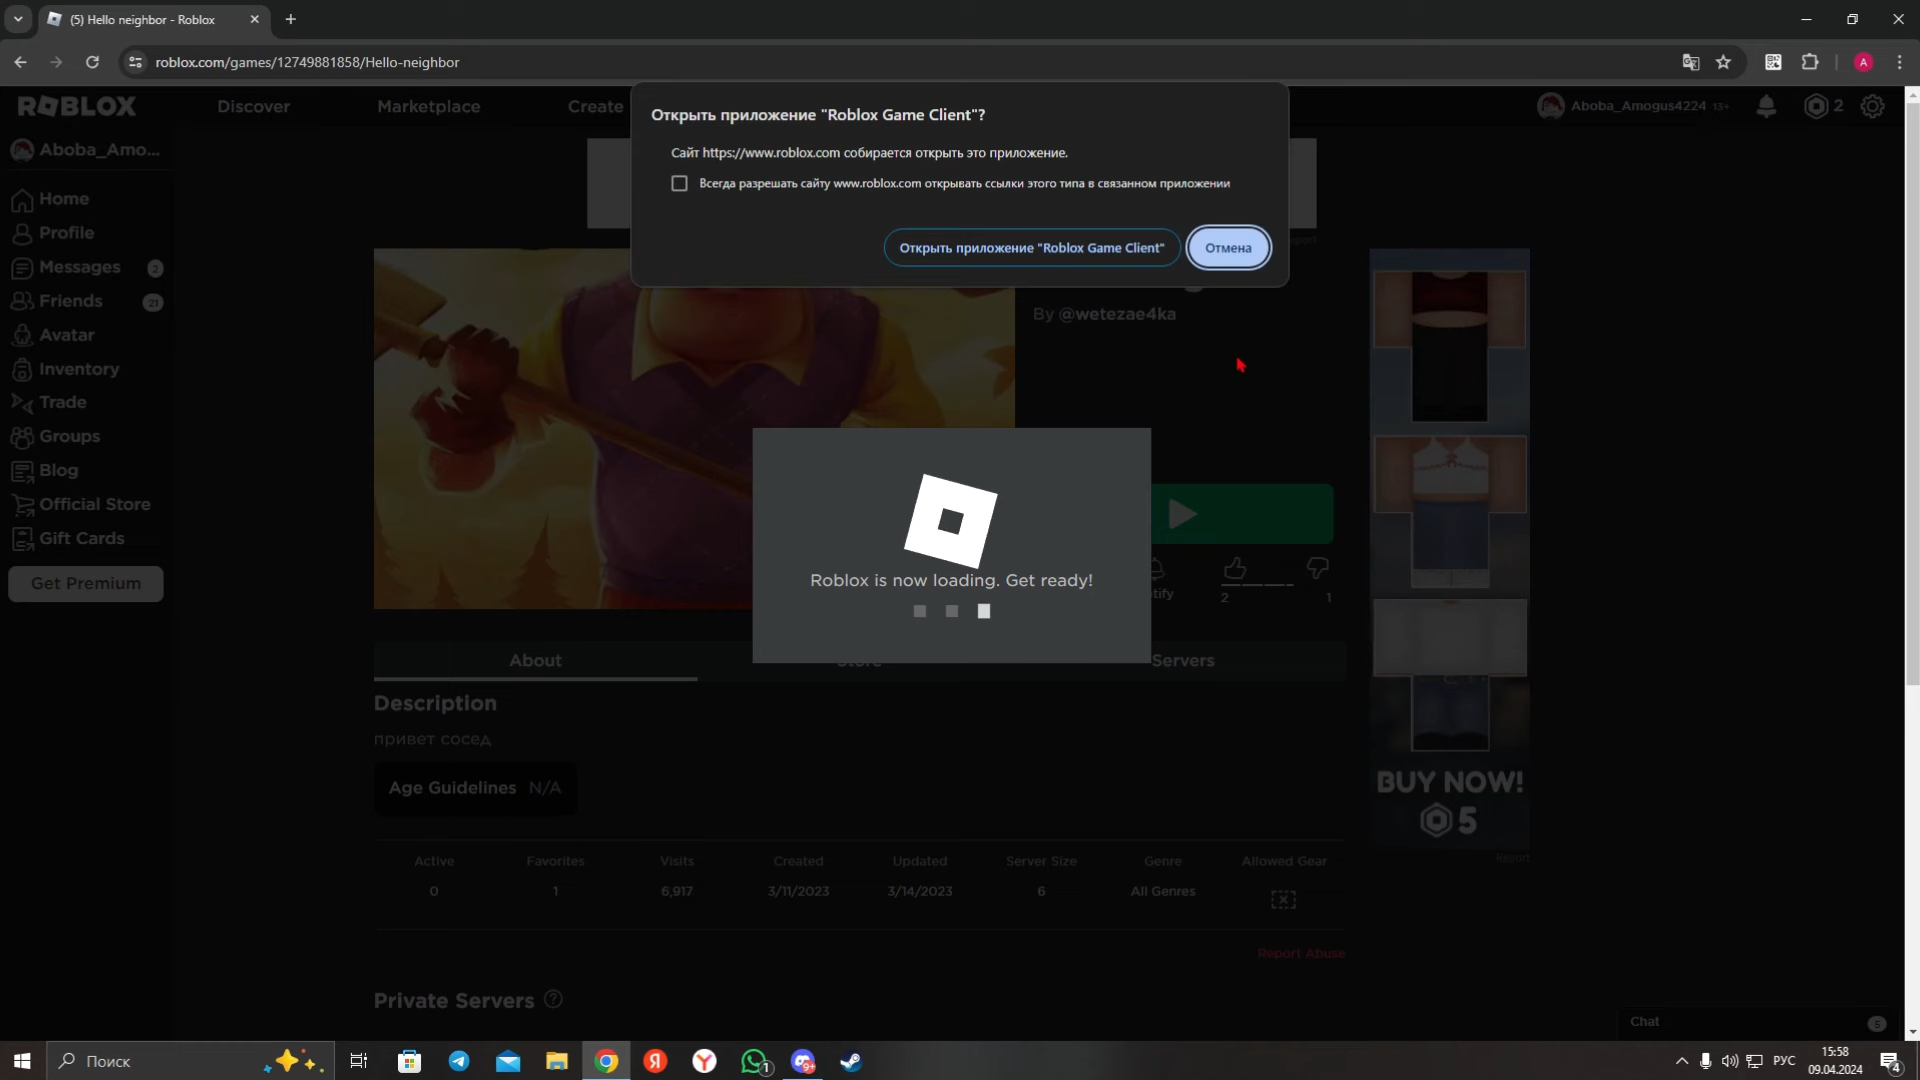 (5) Hello neighbor - Roblox
roblox.com/games/12749881858/Hello-neighbor
A
ROBLOX
Discover
Marketplace
Create
Aboba_Amogus4224 13+
2
Открыть приложение "Roblox Game Client"?
Сайт https://www.roblox.com собирается открыть это приложение.
Всегда разрешать сайту www.roblox.com открывать ссылки этого типа в связанном приложении
Открыть приложение "Roblox Game Client"
Отмена
Aboba_Amo...
Home
Profile
Messages 2
Friends 21
Avatar
Inventory
Trade
Groups
Blog
Official Store
Gift Cards
Get Premium
By @wetezae4ka
Roblox is now loading. Get ready!
2
1
About
Store
Servers
Description
привет сосед
Age Guidelines N/A
BUY NOW!
5
Report
Active Favorites Visits Created Updated Server Size Genre Allowed Gear
0 1 6,917 3/11/2023 3/14/2023 6 All Genres
Report Abuse
Private Servers
Chat 5
Поиск
Я
Y
1
9+
РУС
15:58
09.04.2024
4